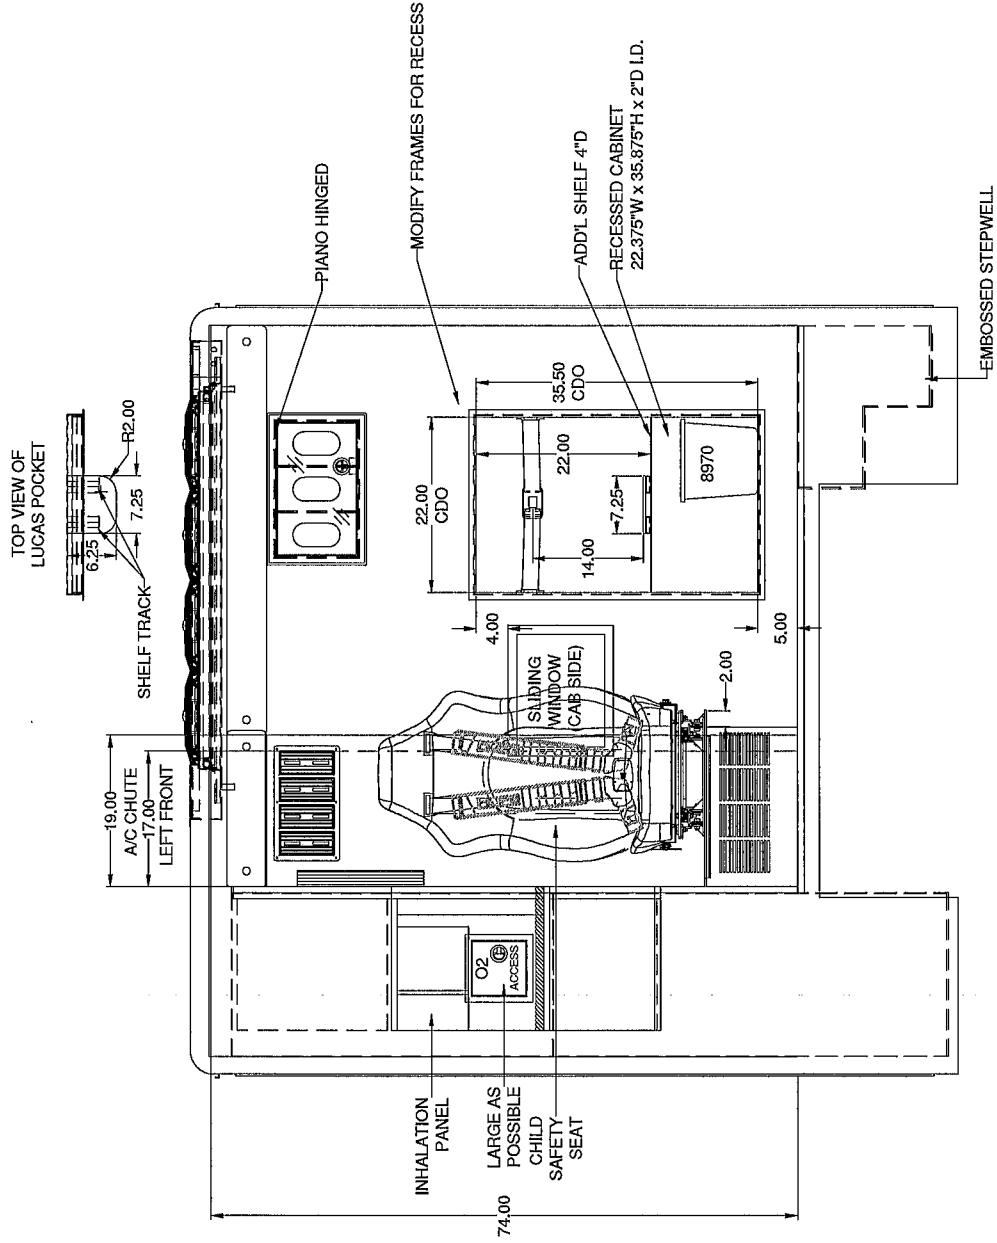 TOP VIEW OF
LUCAS POCKET
R2.00
7.25
6.25
SHELF TRACK
19.00
A/C CHUTE
17.00
LEFT FRONT
PIANO HINGED
MODIFY FRAMES FOR RECESS
ADD'L SHELF 4"D
RECESSED CABINET
22.375"W x 35.875"H x 2"D I.D.
EMBOSSED STEPWELL
22.00
CDO
35.50
CDO
22.00
7.25
14.00
8970
4.00
5.00
2.00
SLIDING
WINDOW
CAB SIDE)
O2
ACCESS
INHALATION
PANEL
LARGE AS
POSSIBLE
CHILD
SAFETY
SEAT
74.00